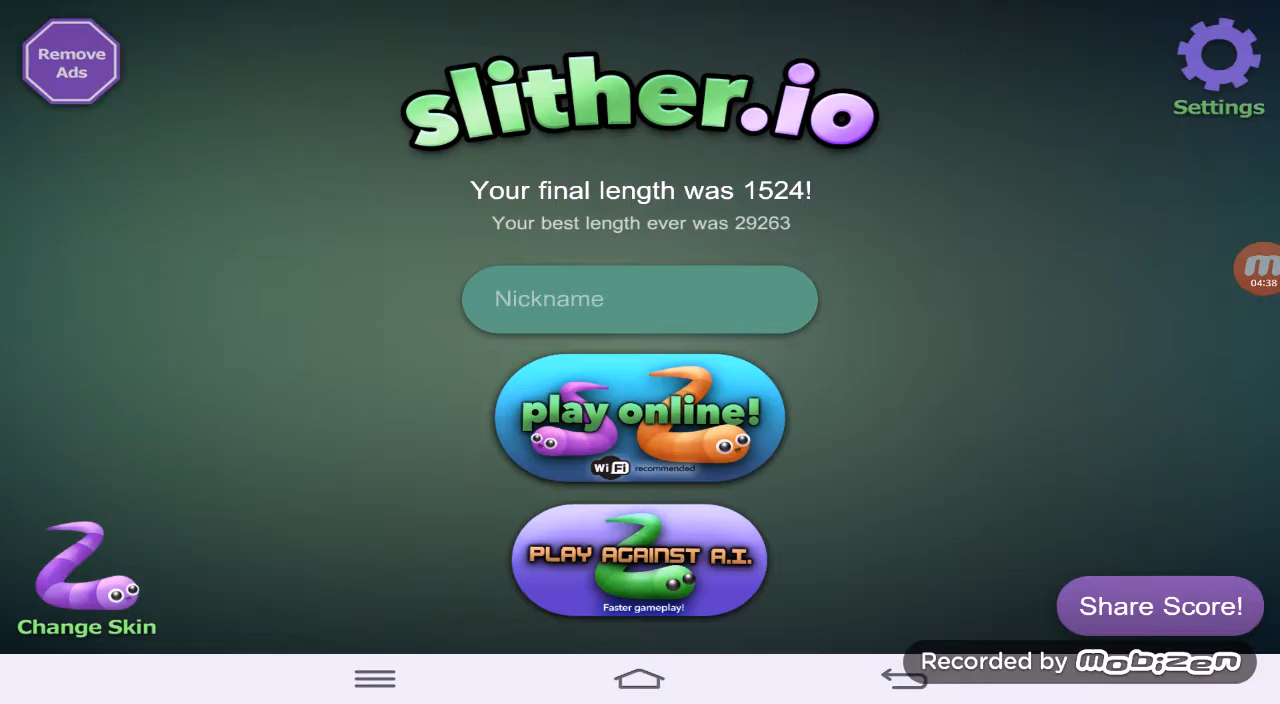 Remove
Ads
slither.io
Settings
Your final length was 1524!
Your best length ever was 29263
m
04:38
Nickname
play online!
WiFi recommended
PLAY AGAINST A.I.
Faster gameplay!
Change Skin
Share Score!
Recorded by mobizen